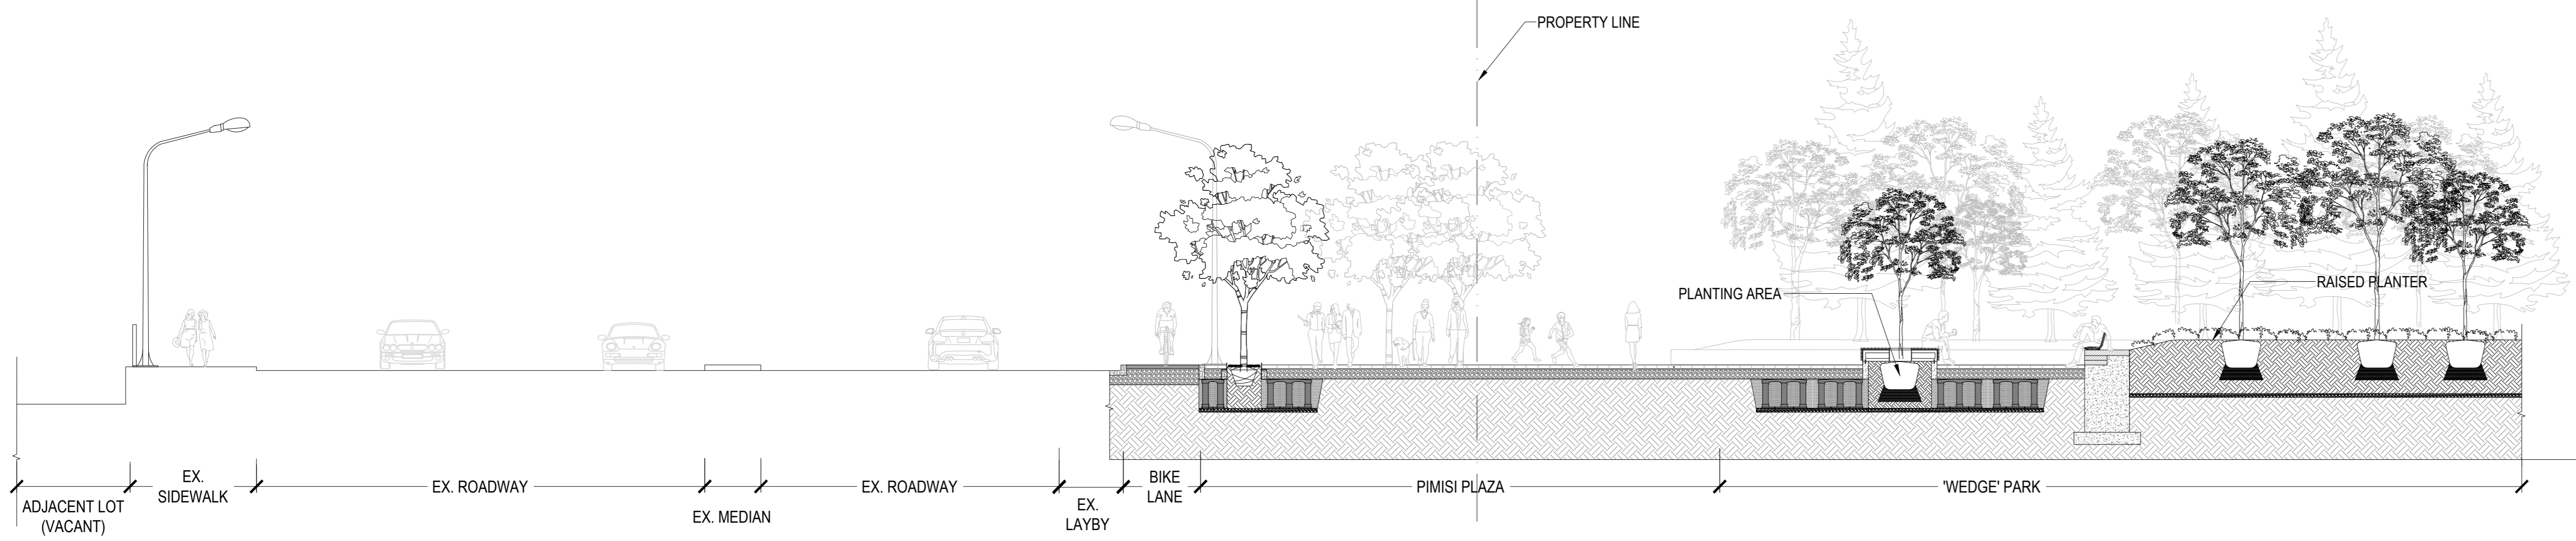 PROPERTY LINE
PLANTING AREA
RAISED PLANTER
ADJACENT LOT
(VACANT)
EX.
SIDEWALK
EX. ROADWAY
EX. MEDIAN
EX. ROADWAY
EX.
LAYBY
BIKE
LANE
PIMISI PLAZA
'WEDGE' PARK